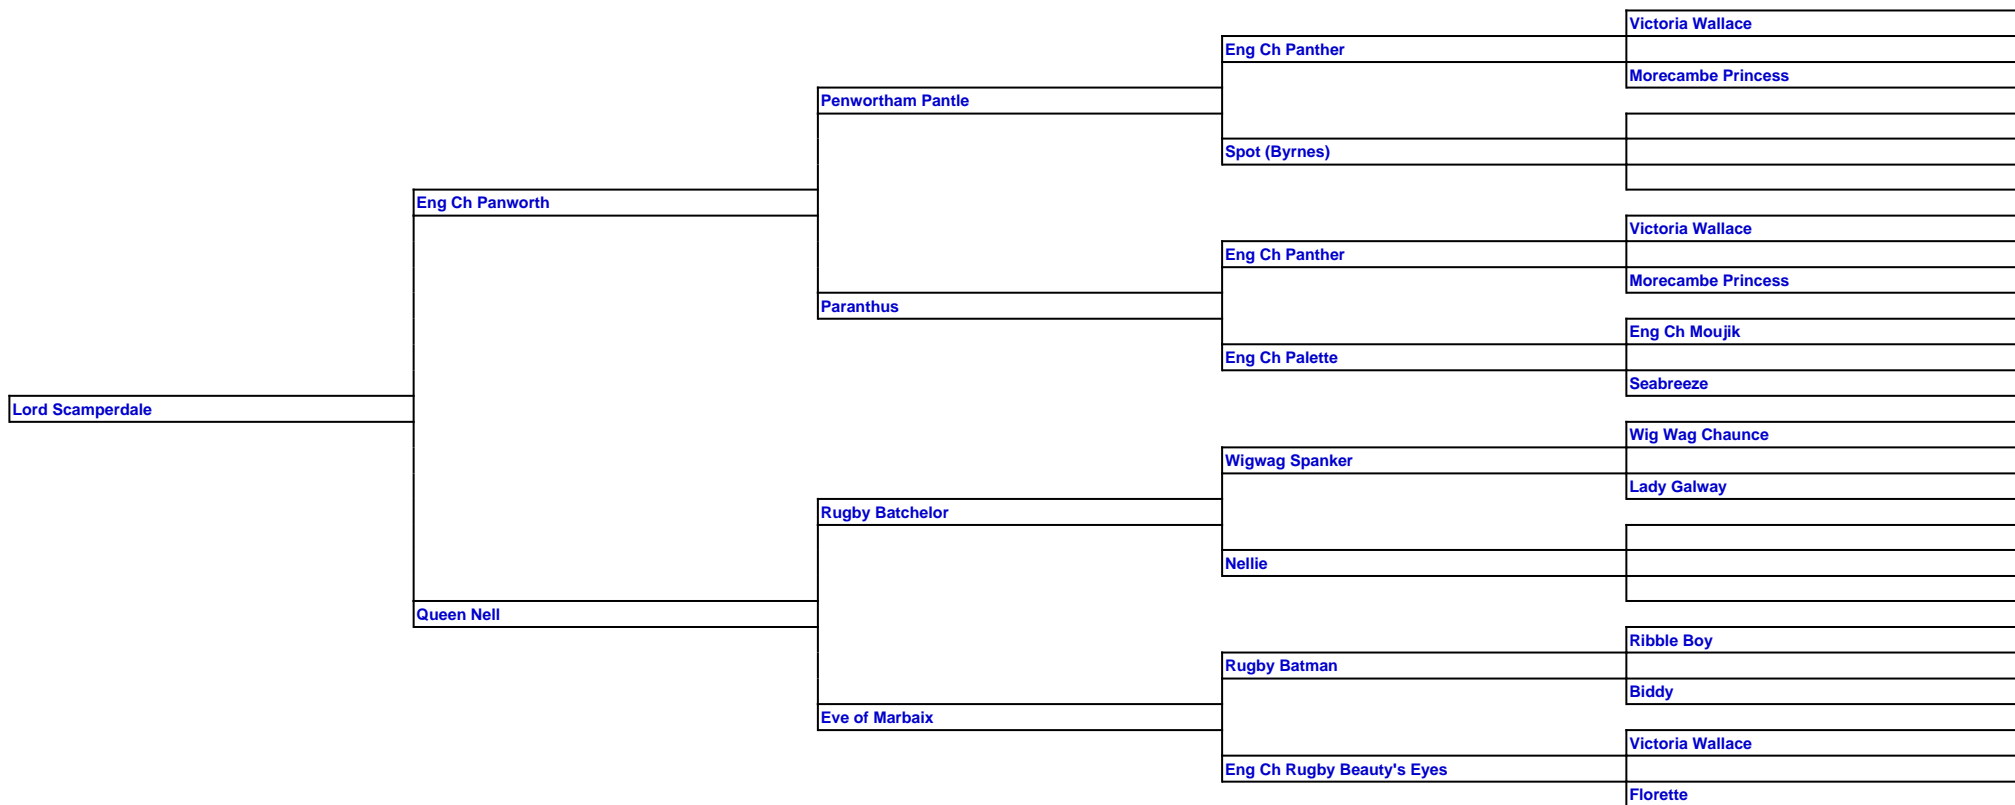 Victoria Wallace
Eng Ch Panther
Morecambe Princess
Penwortham Pantle
Spot (Byrnes)
Eng Ch Panworth
Victoria Wallace
Eng Ch Panther
Morecambe Princess
Paranthus
Eng Ch Moujik
Eng Ch Palette
Seabreeze
Lord Scamperdale
Wig Wag Chaunce
Wigwag Spanker
Lady Galway
Rugby Batchelor
Nellie
Queen Nell
Ribble Boy
Rugby Batman
Biddy
Eve of Marbaix
Victoria Wallace
Eng Ch Rugby Beauty's Eyes
Florette